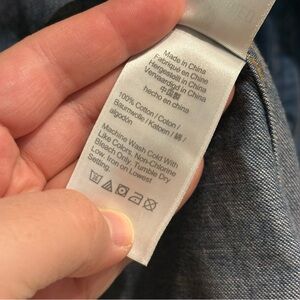 Made in China
Fabriqué en Chine
Hergestellt in China
Vervaardigd in China
中国製
hecho en china
100% Cotton / Coton /
Baumwolle / Katoen / 綿 /
algodón
Machine Wash Cold With
Like Colors. Non-Chlorine
Bleach Only. Tumble Dry
Low. Iron on Lowest
Setting.